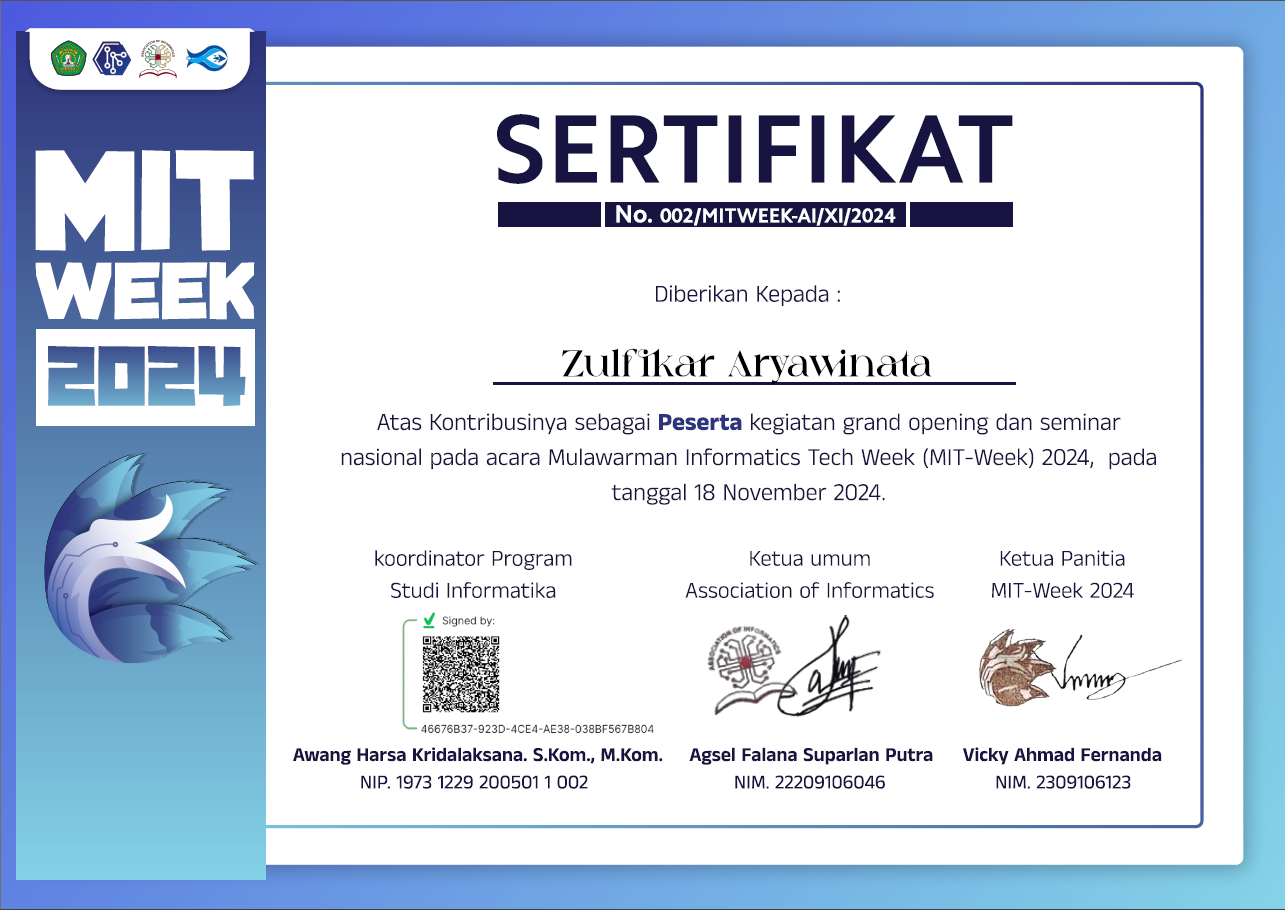 MIT
WEEK
2024
SERTIFIKAT
No. 002/MITWEEK-AI/XI/2024
Diberikan Kepada :
Zulfikar Aryawinata
Atas Kontribusinya sebagai Peserta kegiatan grand opening dan seminar
nasional pada acara Mulawarman Informatics Tech Week (MIT-Week) 2024, pada
tanggal 18 November 2024.
koordinator Program
Studi Informatika
Signed by:
46676B37-923D-4CE4-AE38-038BF567B804
Awang Harsa Kridalaksana. S.Kom., M.Kom.
NIP. 1973 1229 200501 1 002
Ketua umum
Association of Informatics
ASSOCIATION OF INFORMATICS
Agsel Falana Suparlan Putra
NIM. 22209106046
Ketua Panitia
MIT-Week 2024
Vicky Ahmad Fernanda
NIM. 2309106123